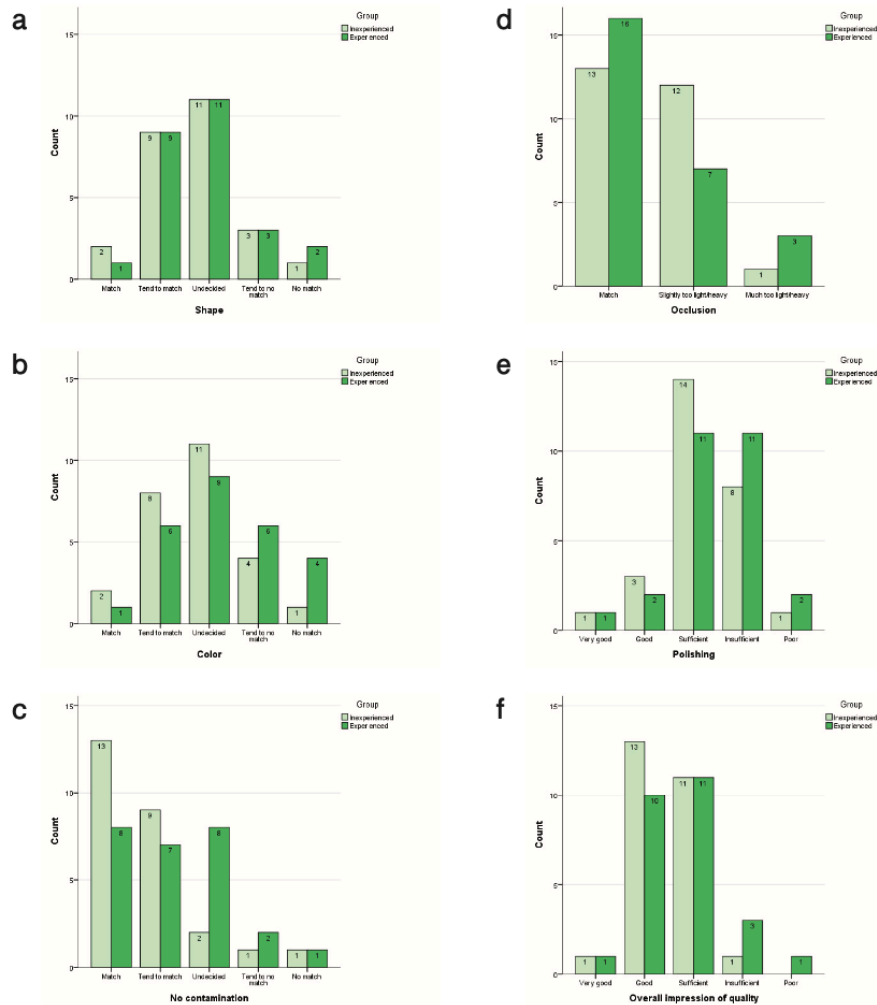 a
Group
Inexperienced
Experienced
15
10
5
0
Count
2 1 9 9 11 11 3 3 1 2
Match Tend to match Undecided Tend to no match No match
Shape
b
Group
Inexperienced
Experienced
15
10
5
0
Count
2 1 8 6 11 9 4 6 1 4
Match Tend to match Undecided Tend to no match No match
Color
c
Group
Inexperienced
Experienced
15
10
5
0
Count
13 8 9 7 2 8 1 2 1 1
Match Tend to match Undecided Tend to no match No match
No contamination
d
Group
Inexperienced
Experienced
15
10
5
0
Count
13 16 12 7 1 3
Match Slightly too light/heavy Much too light/heavy
Occlusion
e
Group
Inexperienced
Experienced
15
10
5
0
Count
1 1 3 2 14 11 8 11 1 2
Very good Good Sufficient Insufficient Poor
Polishing
f
Group
Inexperienced
Experienced
15
10
5
0
Count
1 1 13 10 11 11 1 3 1
Very good Good Sufficient Insufficient Poor
Overall impression of quality